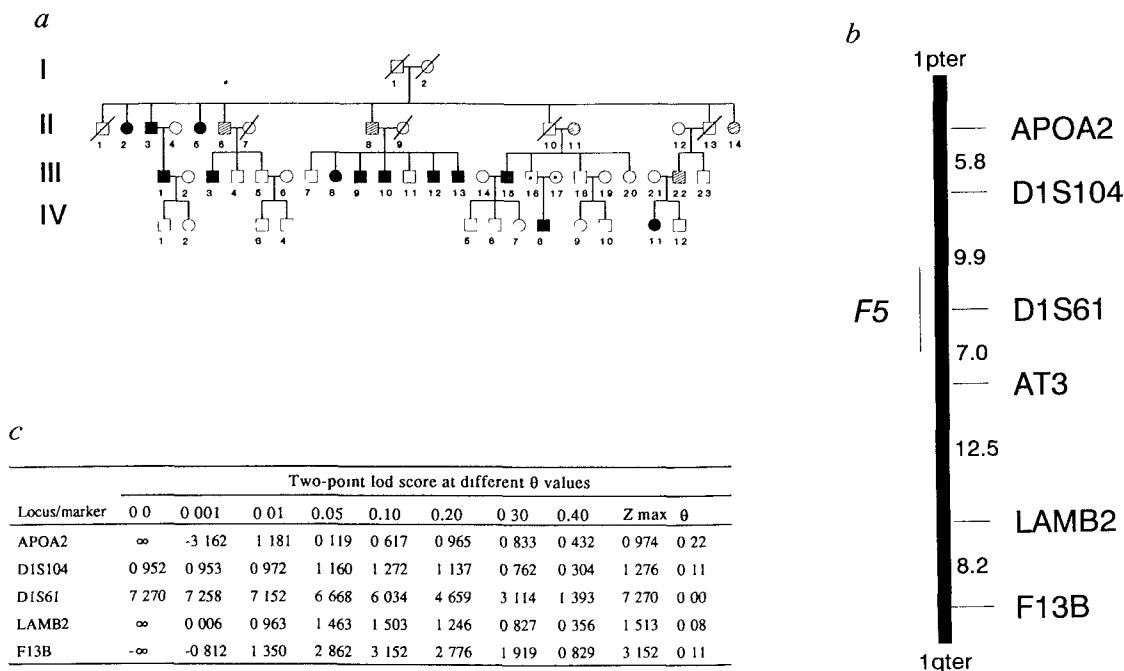 a
I
1 2
II
1 2 3 4 5 6 7 8 9 10 11 12 13 14
III
1 2 3 4 5 6 7 8 9 10 11 12 13 14 15 16 17 18 19 20 21 22 23
IV
1 2 4 5 6 7 8 9 10 11 12
b
1pter
APOA2
5.8
D1S104
9.9
F5
D1S61
7.0
AT3
12.5
LAMB2
8.2
F13B
1qter
c
Two-point lod score at different θ values
Locus/marker 0 0 0 001 0 01 0.05 0.10 0.20 0 30 0.40 Z max θ
APOA2 ∞ -3 162 1 181 0 119 0 617 0 965 0 833 0 432 0 974 0 22
D1S104 0 952 0 953 0 972 1 160 1 272 1 137 0 762 0 304 1 276 0 11
D1S61 7 270 7 258 7 152 6 668 6 034 4 659 3 114 1 393 7 270 0 00
LAMB2 ∞ 0 006 0 963 1 463 1 503 1 246 0 827 0 356 1 513 0 08
F13B -∞ -0 812 1 350 2 862 3 152 2 776 1 919 0 829 3 152 0 11